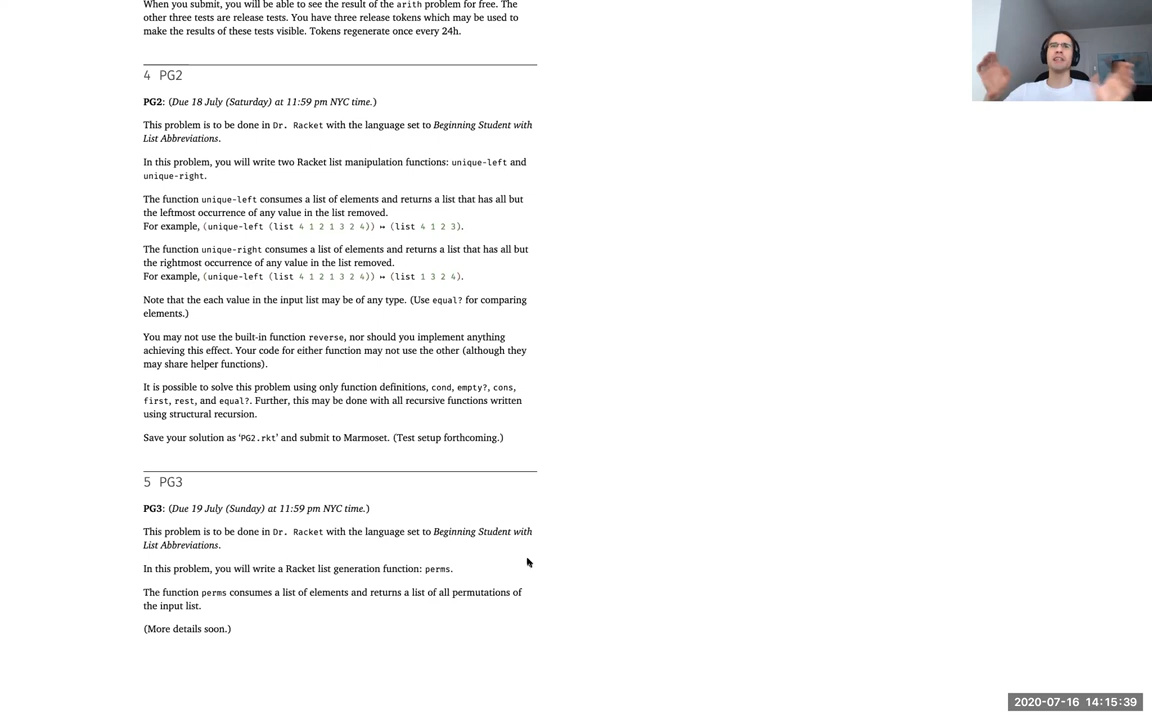 When you submit, you will be able to see the result of the arith problem for free. The
other three tests are release tests. You have three release tokens which may be used to
make the results of these tests visible. Tokens regenerate once every 24h.
4 PG2
PG2: (Due 18 July (Saturday) at 11:59 pm NYC time.)
This problem is to be done in Dr. Racket with the language set to Beginning Student with
List Abbreviations.
In this problem, you will write two Racket list manipulation functions: unique-left and
unique-right.
The function unique-left consumes a list of elements and returns a list that has all but
the leftmost occurrence of any value in the list removed.
For example, (unique-left (list 4 1 2 1 3 2 4)) ↦ (list 4 1 2 3).
The function unique-right consumes a list of elements and returns a list that has all but
the rightmost occurrence of any value in the list removed.
For example, (unique-left (list 4 1 2 1 3 2 4)) ↦ (list 1 3 2 4).
Note that the each value in the input list may be of any type. (Use equal? for comparing
elements.)
You may not use the built-in function reverse, nor should you implement anything
achieving this effect. Your code for either function may not use the other (although they
may share helper functions).
It is possible to solve this problem using only function definitions, cond, empty?, cons,
first, rest, and equal?. Further, this may be done with all recursive functions written
using structural recursion.
Save your solution as ‘PG2.rkt’ and submit to Marmoset. (Test setup forthcoming.)
5 PG3
PG3: (Due 19 July (Sunday) at 11:59 pm NYC time.)
This problem is to be done in Dr. Racket with the language set to Beginning Student with
List Abbreviations.
In this problem, you will write a Racket list generation function: perms.
The function perms consumes a list of elements and returns a list of all permutations of
the input list.
(More details soon.)
2020-07-16 14:15:39